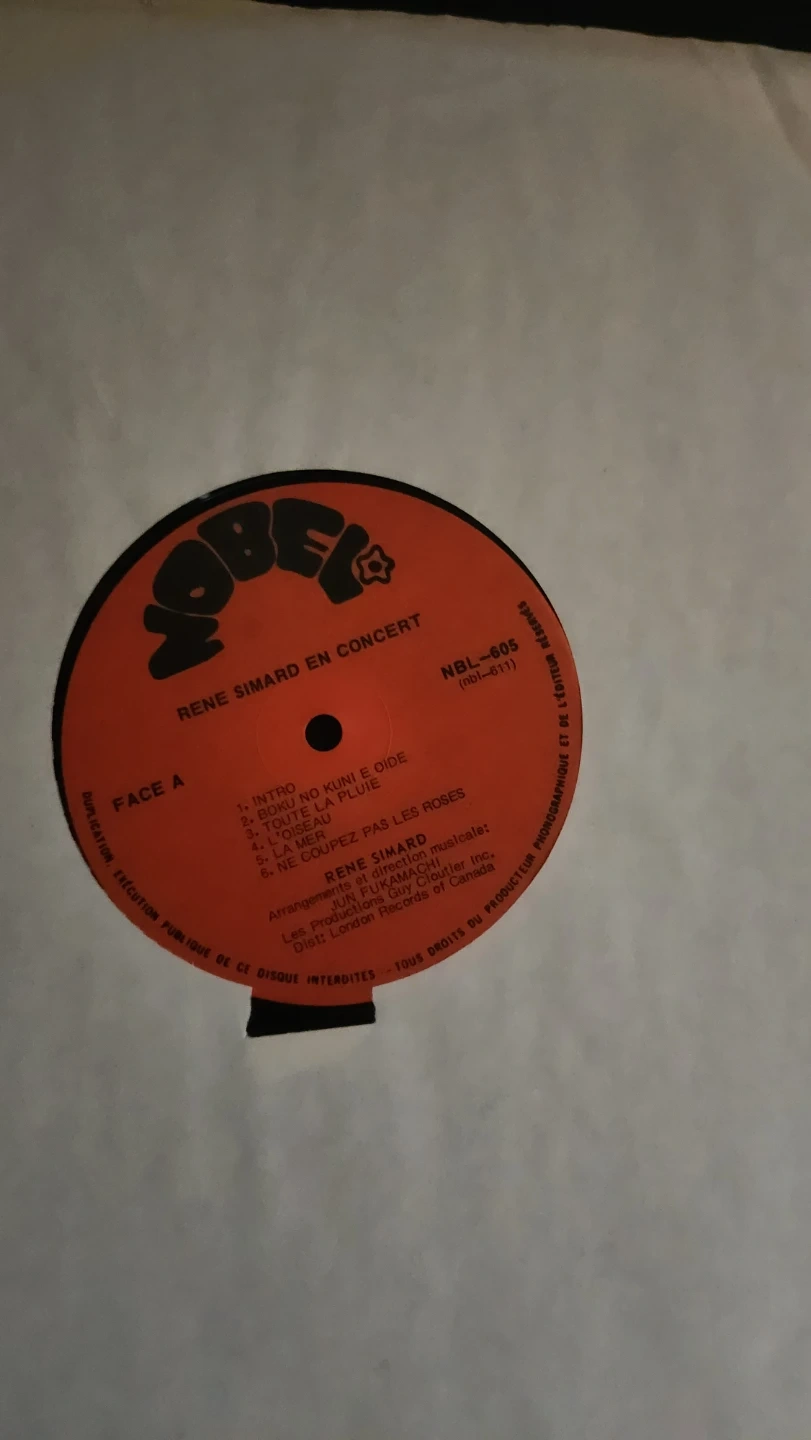 NOBEL
RENE SIMARD EN CONCERT
NBL-605
(nbl-611)
FACE A
1. INTRO
2. BOKU NO KUNI E OIDE
3. TOUTE LA PLUIE
4. L'OISEAU
5. LA MER
6. NE COUPEZ PAS LES ROSES
RENE SIMARD
Arrangements et direction musicale:
JUN FUKAMACHI
Les Productions Guy Cloutier Inc.
Dist: London Records of Canada
DUPLICATION, EXÉCUTION PUBLIQUE DE CE DISQUE INTERDITES - TOUS DROITS DU PRODUCTEUR PHONOGRAPHIQUE ET DE L'ÉDITEUR RÉSERVÉS